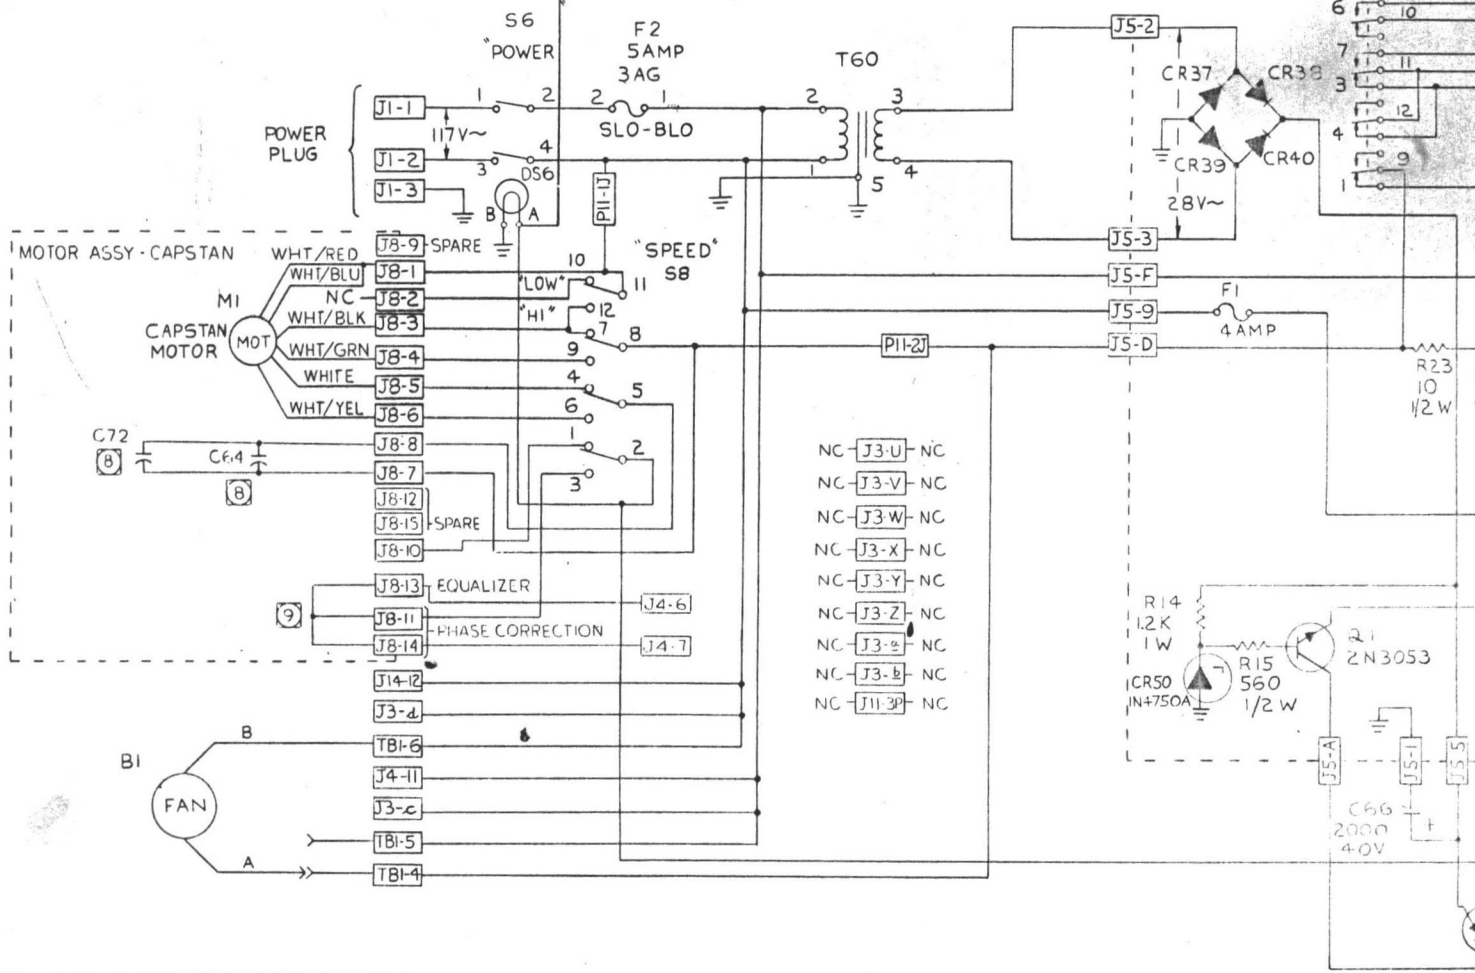 S6
"POWER
F2
5AMP
3AG
SLO-BLO
T60
J5-2
CR37
CR38
CR39
CR40
28V~
6
10
7
11
3
12
4
9
1
POWER
PLUG
J1-1
117V~
J1-2
J1-3
1
2
3
4
2
1
DS6
B
A
P11-1J
2
3
1
4
5
J5-3
MOTOR ASSY - CAPSTAN
J8-9
SPARE
WHT/RED
WHT/BLU
J8-1
NC
J8-2
M1
WHT/BLK
J8-3
CAPSTAN
MOTOR
MOT
WHT/GRN
J8-4
WHITE
J8-5
WHT/YEL
J8-6
"SPEED"
S8
10
"LOW"
11
"HI"
12
7
8
9
4
5
6
1
2
3
P11-2J
J5-F
J5-9
F1
4AMP
J5-D
R23
10
1/2 W
C72
8
C64
8
J8-8
J8-7
J8-12
J8-15
SPARE
J8-10
J8-13
EQUALIZER
J4-6
9
J8-11
PHASE CORRECTION
J8-14
J4-7
NC J3-U NC
NC J3-V NC
NC J3-W NC
NC J3-X NC
NC J3-Y NC
NC J3-Z NC
NC J3-a NC
NC J3-b NC
NC J11-3P NC
J14-12
J3-d
B1
FAN
B
TB1-6
J4-11
J3-c
TB1-5
A
TB1-4
R14
1.2K
1W
R15
560
1/2 W
CR50
1N4750A
Q1
2N3053
J5-A
J5-1
J5-5
C66
2000
40V
+